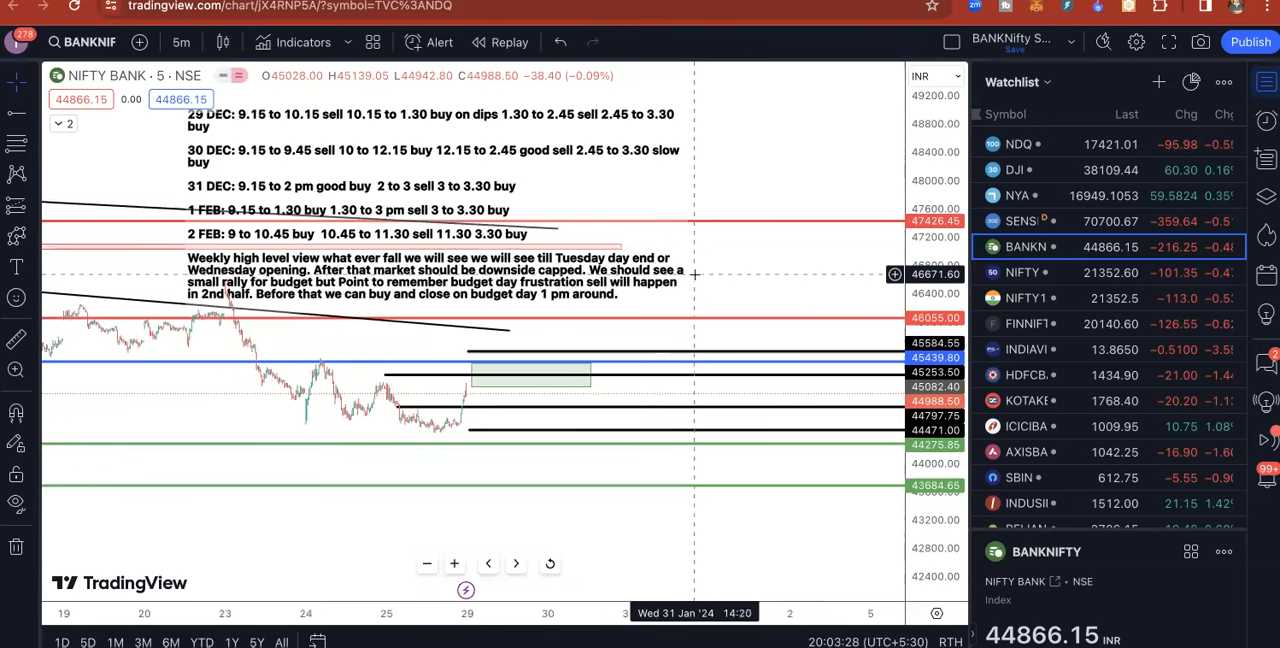 tradingview.com/chart/jX4RNP5A/?symbol=TVC%3ANDQ
278
BANKNIF
5m
Indicators
Alert
Replay
BANKNifty S...
Save
Publish
NIFTY BANK · 5 · NSE
O45028.00 H45139.05 L44942.80 C44988.50 −38.40 (−0.09%)
44866.15 0.00 44866.15
2
29 DEC: 9.15 to 10.15 sell 10.15 to 1.30 buy on dips 1.30 to 2.45 sell 2.45 to 3.30
buy
30 DEC: 9.15 to 9.45 sell 10 to 12.15 buy 12.15 to 2.45 good sell 2.45 to 3.30 slow
buy
31 DEC: 9.15 to 2 pm good buy 2 to 3 sell 3 to 3.30 buy
1 FEB: 9.15 to 1.30 buy 1.30 to 3 pm sell 3 to 3.30 buy
2 FEB: 9 to 10.45 buy 10.45 to 11.30 sell 11.30 3.30 buy
Weekly high level view what ever fall we will see we will see till Tuesday day end or
Wednesday opening. After that market should be downside capped. We should see a
small rally for budget but Point to remember budget day frustration sell will happen
in 2nd half. Before that we can buy and close on budget day 1 pm around.
INR
49200.00
48800.00
48400.00
48000.00
47600.00
47426.45
47200.00
46671.60
46400.00
46055.00
45584.55
45439.80
45253.50
45082.40
44988.50
44797.75
44471.00
44275.85
44000.00
43684.65
43200.00
42800.00
42400.00
TradingView
19 20 23 24 25 29 30 Wed 31 Jan '24 14:20 2 5
1D 5D 1M 3M 6M YTD 1Y 5Y All
20:03:28 (UTC+5:30) RTH
Watchlist
Symbol Last Chg Chg
NDQ 17421.01 −95.98
DJI 38109.44 60.30
NYA 16949.1053 59.5824
SENS D 70700.67 −359.64
BANKN 44866.15 −216.25
NIFTY 21352.60 −101.35
NIFTY1 21352.5 −113.0
FINNIFT 20140.60 −126.55
INDIAVI 13.8650 −0.5100
HDFCB. 1434.90 −21.00
KOTAKE 1768.40 −20.20
ICICIBA 1009.95 10.75
AXISBA 1042.25 −16.90
SBIN 612.75 −5.55
INDUSII 1512.00 21.15
BANKNIFTY
NIFTY BANK · NSE
Index
44866.15 INR
2
99+